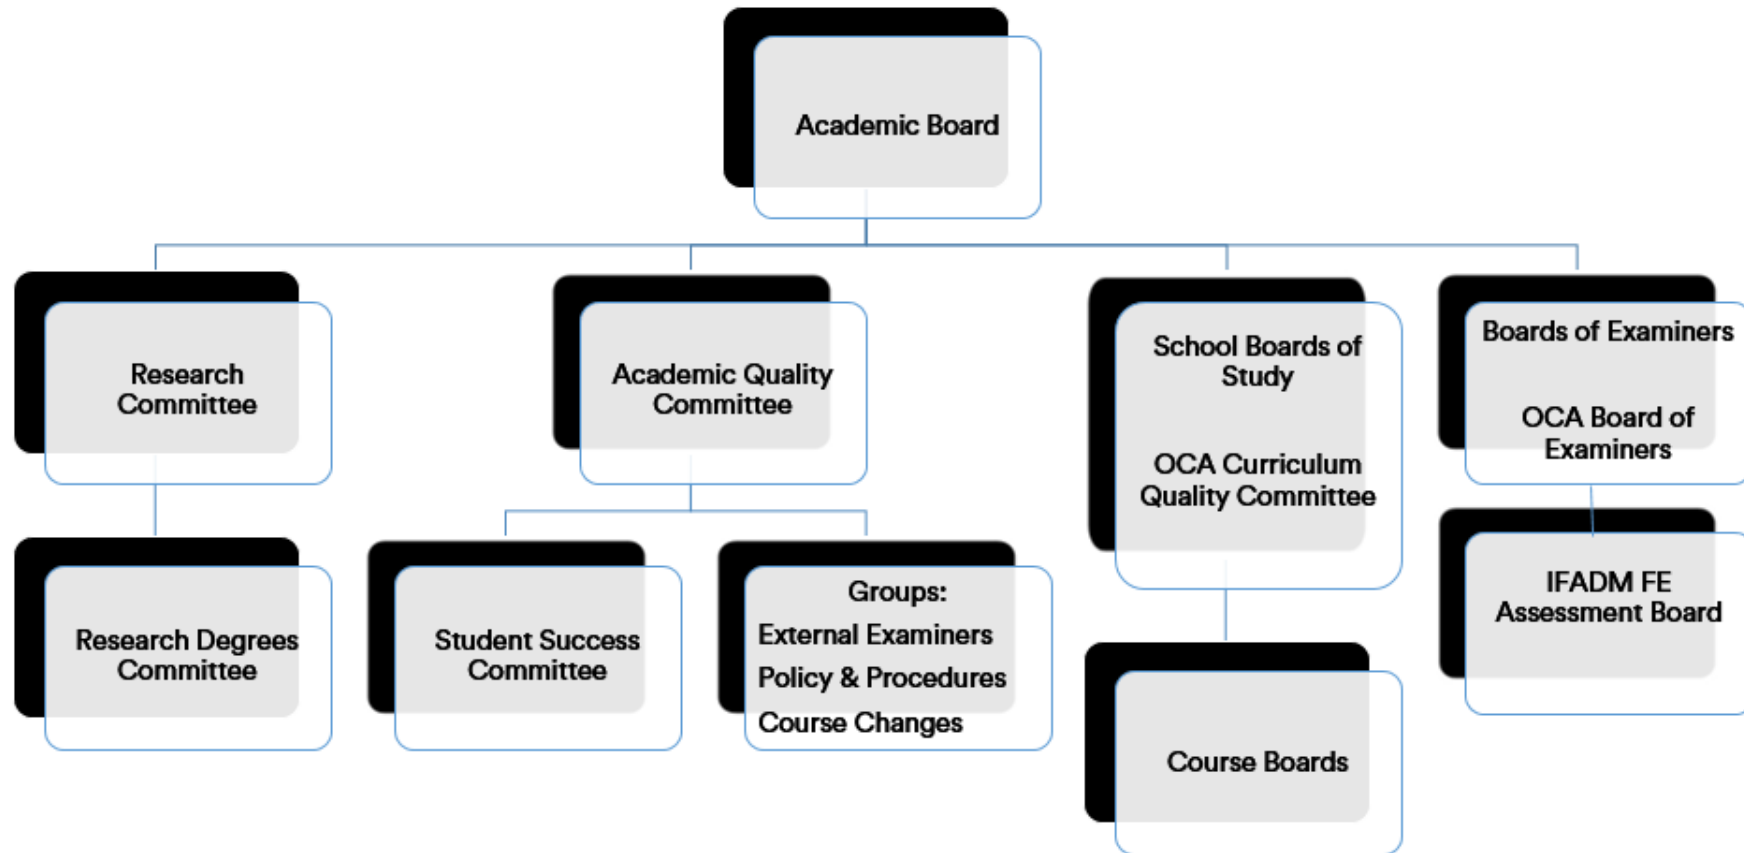 Academic Board
Research
Committee
Academic Quality
Committee
School Boards of
Study
OCA Curriculum
Quality Committee
Boards of Examiners
OCA Board of
Examiners
Research Degrees
Committee
Student Success
Committee
Groups:
External Examiners
Policy & Procedures
Course Changes
Course Boards
IFADM FE
Assessment Board